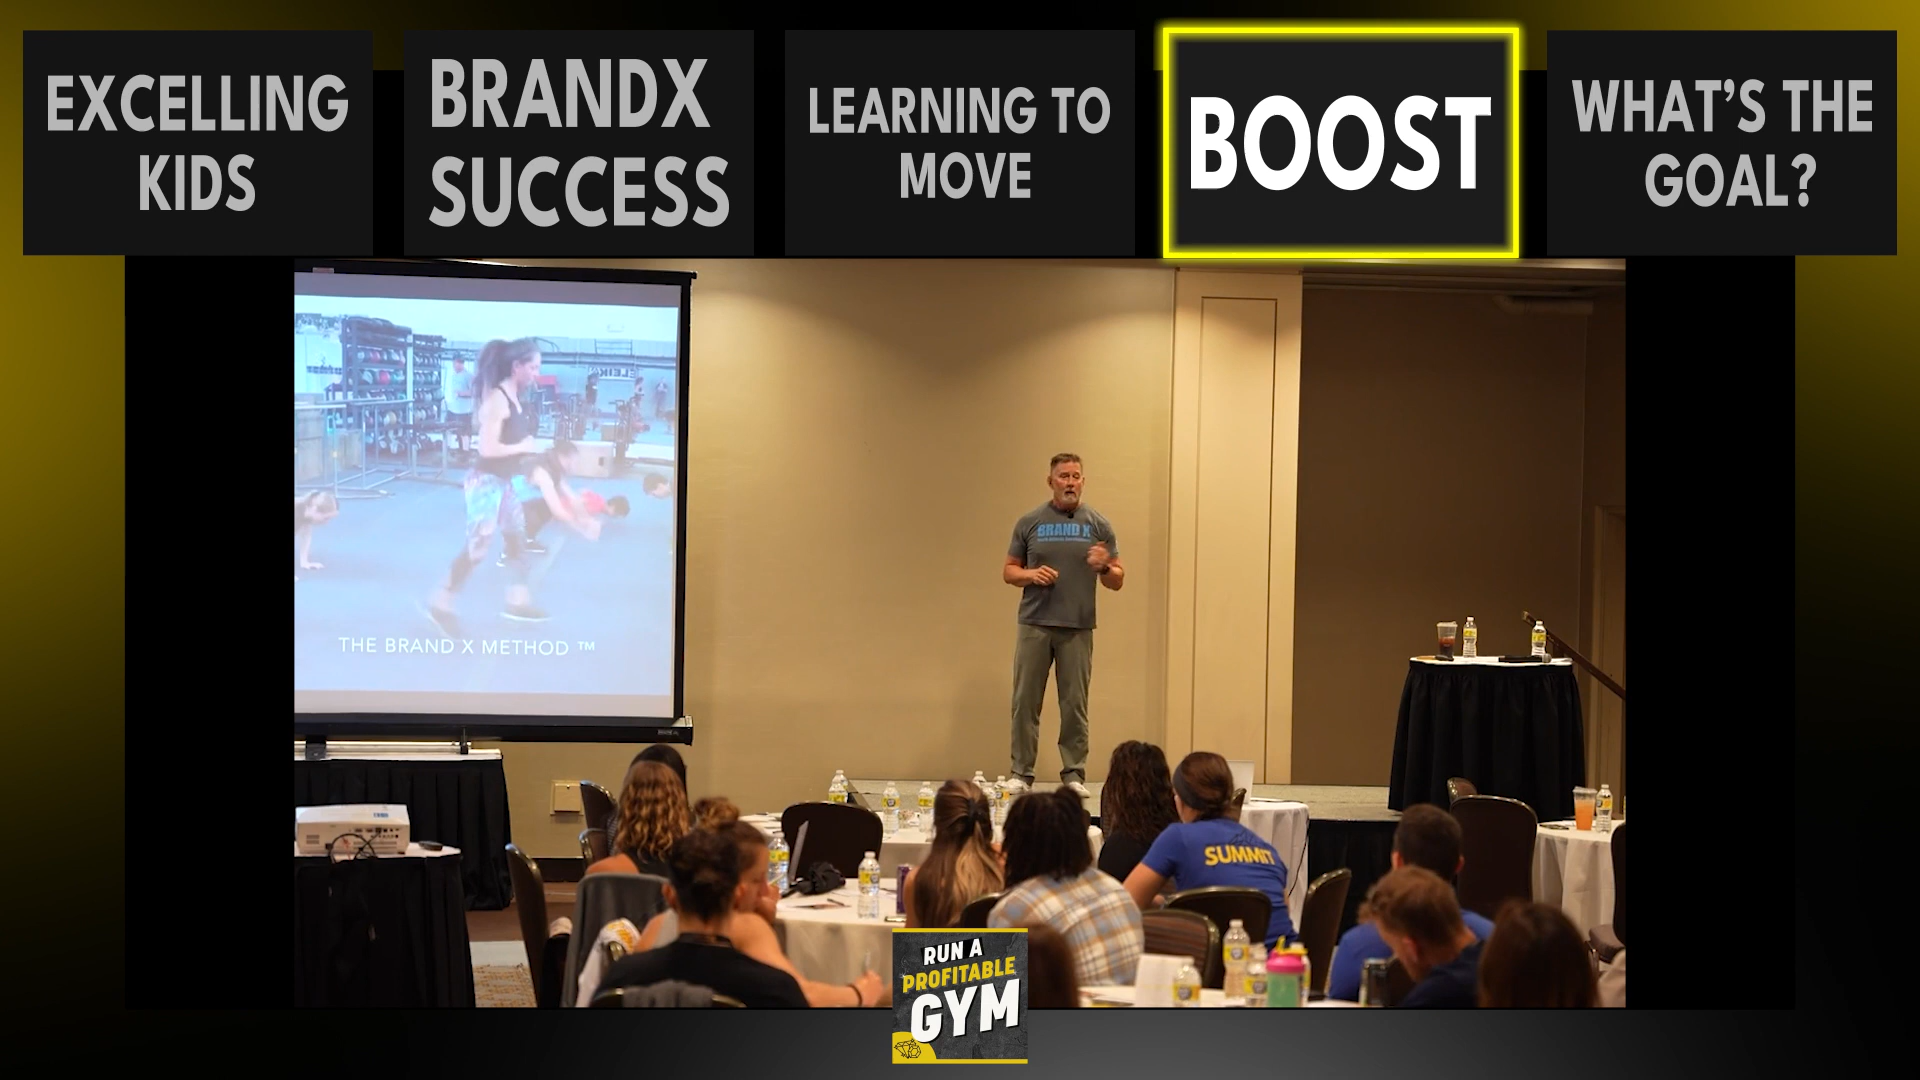 EXCELLING
KIDS
BRANDX
SUCCESS
LEARNING TO
MOVE
BOOST
WHAT'S THE
GOAL?
ELEIKO
THE BRAND X METHOD ™
BRAND X
SUMMIT
RUN A
PROFITABLE
GYM